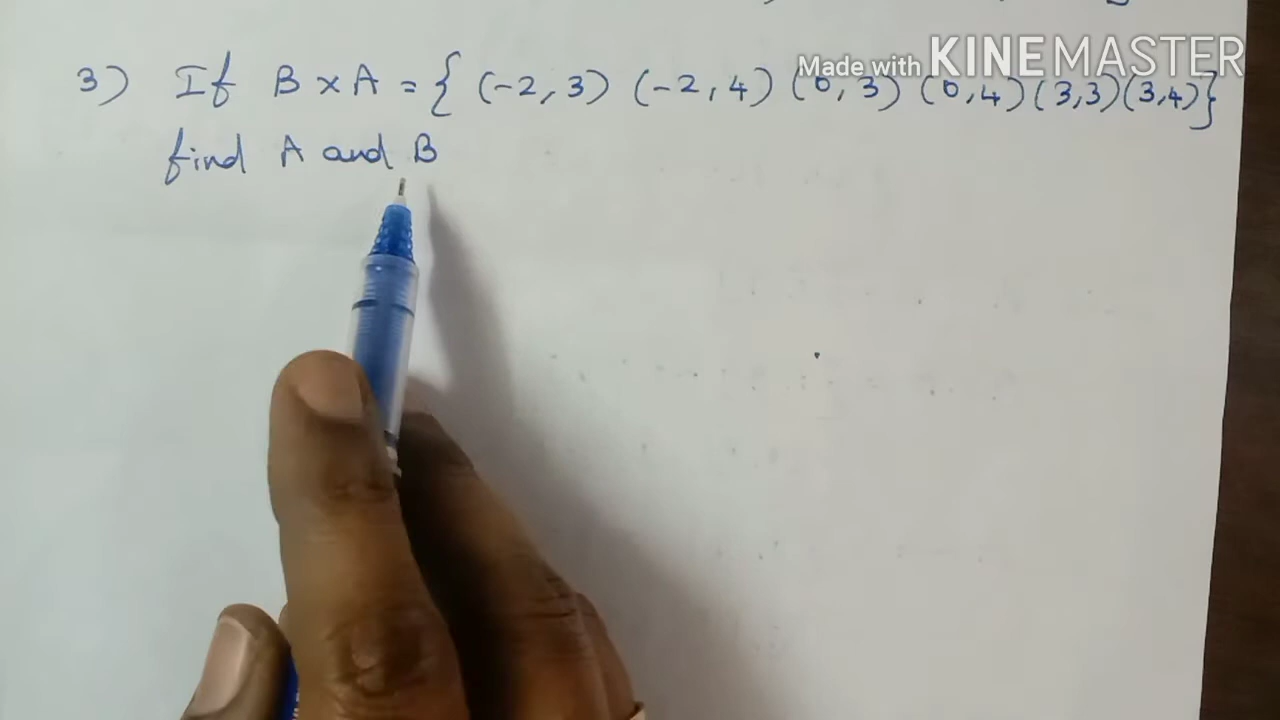 Made with KINEMASTER
3) If B × A = { (-2, 3) (-2, 4) (0, 3) (0, 4) (3,3) (3,4) }
find A and B